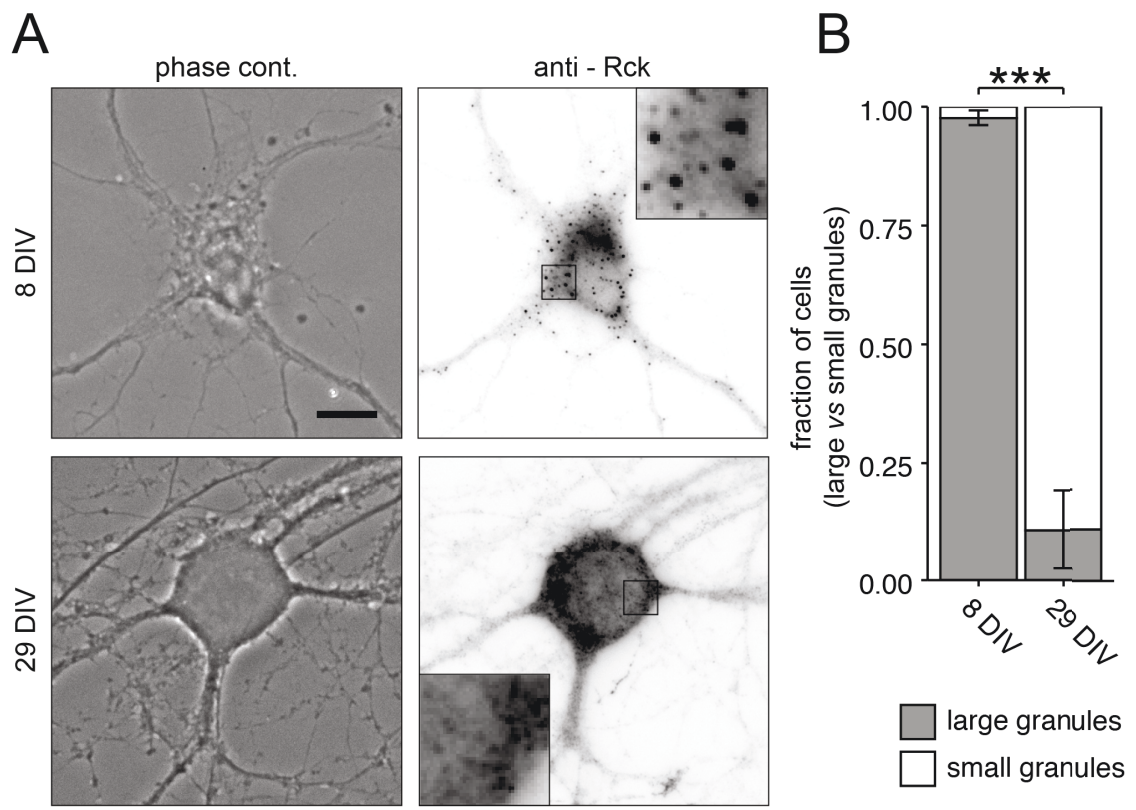 A
phase cont.
anti - Rck
8 DIV
29 DIV
B
***
fraction of cells
(large vs small granules)
1.00
0.75
0.50
0.25
0.00
8 DIV
29 DIV
large granules
small granules